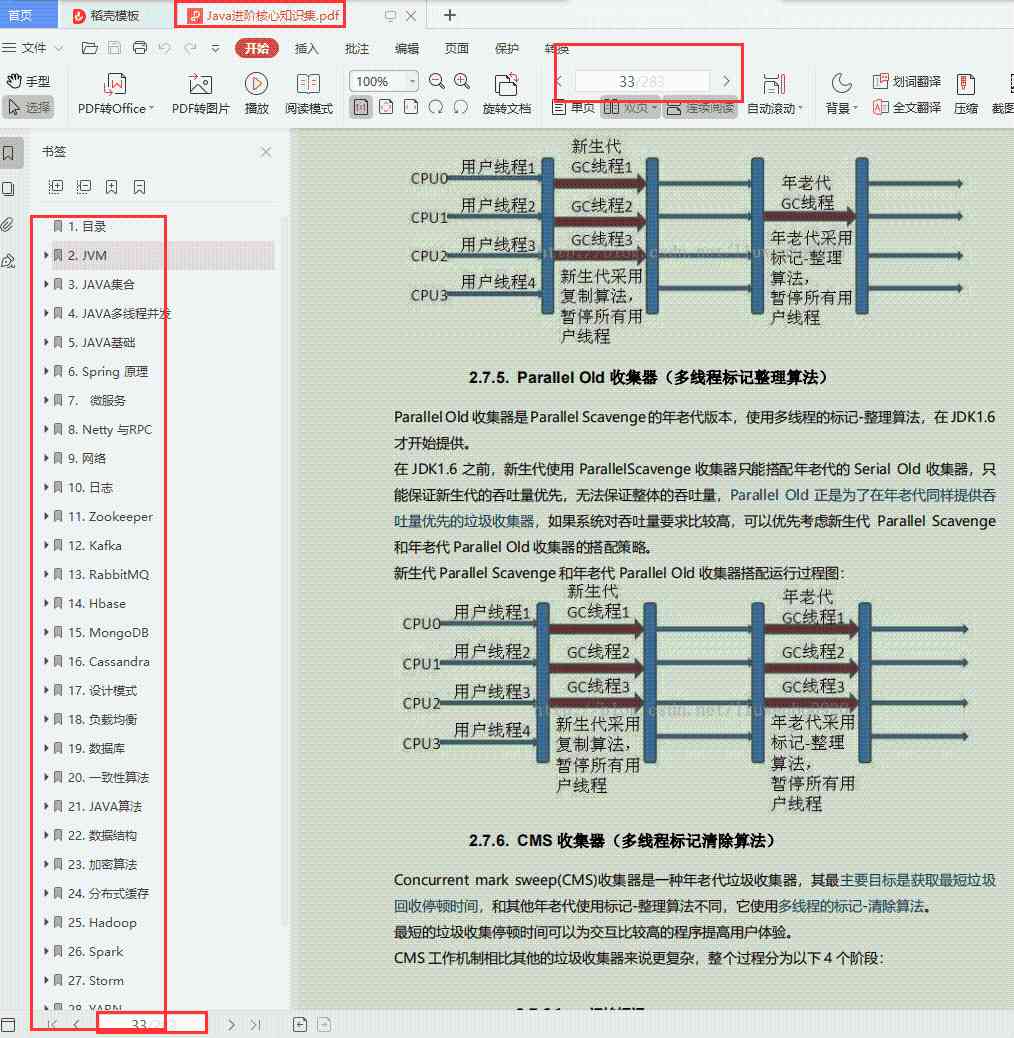 首页
稻壳模板
Java进阶核心知识集.pdf
文件
开始
插入
批注
编辑
页面
保护
转换
手型
选择
PDF转Office
PDF转图片
播放
阅读模式
100%
旋转文档
33/283
单页
双页
连续阅读
自动滚动
背景
划词翻译
全文翻译
压缩
书签
1. 目录
2. JVM
3. JAVA集合
4. JAVA多线程并发
5. JAVA基础
6. Spring 原理
7. 微服务
8. Netty 与RPC
9. 网络
10. 日志
11. Zookeeper
12. Kafka
13. RabbitMQ
14. Hbase
15. MongoDB
16. Cassandra
17. 设计模式
18. 负载均衡
19. 数据库
20. 一致性算法
21. JAVA算法
22. 数据结构
23. 加密算法
24. 分布式缓存
25. Hadoop
26. Spark
27. Storm
28. YARN
33
新生代
CPU0 用户线程1 GC线程1
CPU1 用户线程2 GC线程2
CPU2 用户线程3 GC线程3
CPU3 用户线程4
新生代采用
复制算法，
暂停所有用
户线程
年老代
GC线程
年老代采用
标记-整理
算法，
暂停所有用
户线程
2.7.5. Parallel Old 收集器（多线程标记整理算法）
Parallel Old 收集器是 Parallel Scavenge 的年老代版本，使用多线程的标记-整理算法，在 JDK1.6
才开始提供。
在 JDK1.6 之前，新生代使用 ParallelScavenge 收集器只能搭配年老代的 Serial Old 收集器，只
能保证新生代的吞吐量优先，无法保证整体的吞吐量，Parallel Old 正是为了在年老代同样提供吞
吐量优先的垃圾收集器，如果系统对吞吐量要求比较高，可以优先考虑新生代 Parallel Scavenge
和年老代 Parallel Old 收集器的搭配策略。
新生代 Parallel Scavenge 和年老代 Parallel Old 收集器搭配运行过程图：
新生代
年老代
CPU0 用户线程1 GC线程1 GC线程1
CPU1 用户线程2 GC线程2 GC线程2
CPU2 用户线程3 GC线程3 GC线程3
CPU3 用户线程4
新生代采用
复制算法，
暂停所有用
户线程
年老代采用
标记-整理
算法，
暂停所有用
户线程
2.7.6. CMS 收集器（多线程标记清除算法）
Concurrent mark sweep(CMS)收集器是一种年老代垃圾收集器，其最主要目标是获取最短垃圾
回收停顿时间，和其他年老代使用标记-整理算法不同，它使用多线程的标记-清除算法。
最短的垃圾收集停顿时间可以为交互比较高的程序提高用户体验。
CMS 工作机制相比其他的垃圾收集器来说更复杂，整个过程分为以下 4 个阶段：